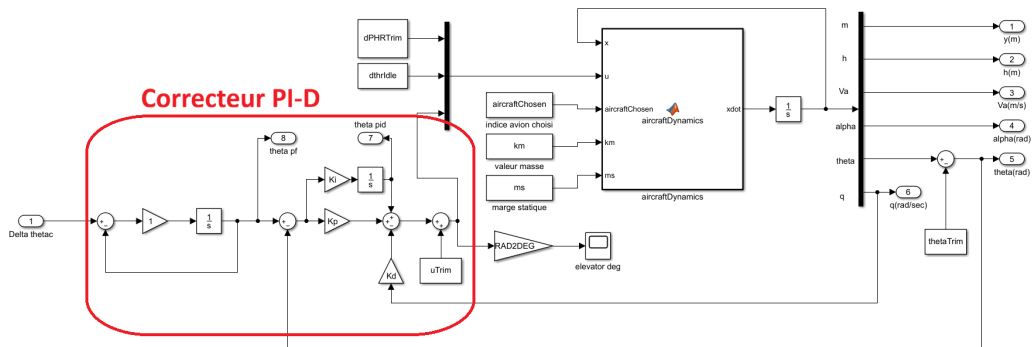 dPHRTrim
dthrIdle
Correcteur PI-D
8
theta pf
theta pid
7
Ki
1
s
1
Delta thetac
1
1
s
Kp
Kd
uTrim
RAD2DEG
elevator deg
aircraftChosen
indice avion choisi
km
valeur masse
ms
marge statique
x
u
aircraftChosen
km
ms
aircraftDynamics
xdot
aircraftDynamics
1
s
m
h
Va
alpha
theta
q
1
y(m)
2
h(m)
3
Va(m/s)
4
alpha(rad)
5
theta(rad)
6
q(rad/sec)
thetaTrim